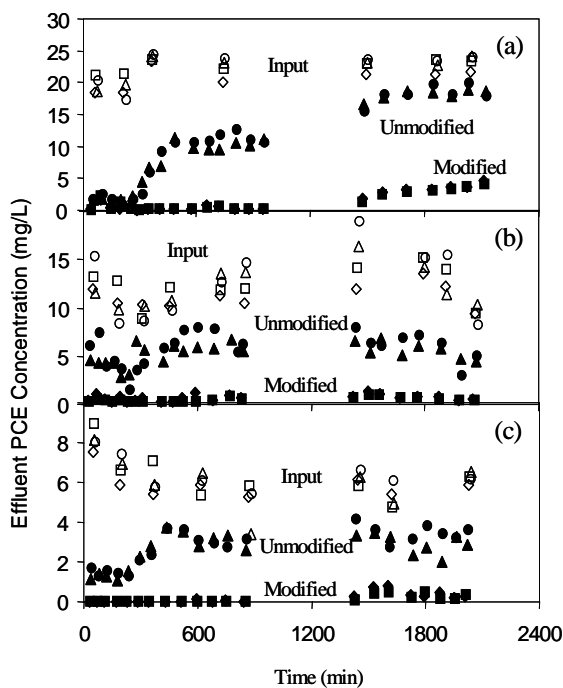 Effluent PCE Concentration (mg/L)
30
25
20
15
10
5
0
(a)
Input
Unmodified
Modified
15
10
5
0
(b)
Input
Unmodified
Modified
8
6
4
2
0
(c)
Input
Unmodified
Modified
0 600 1200 1800 2400
Time (min)